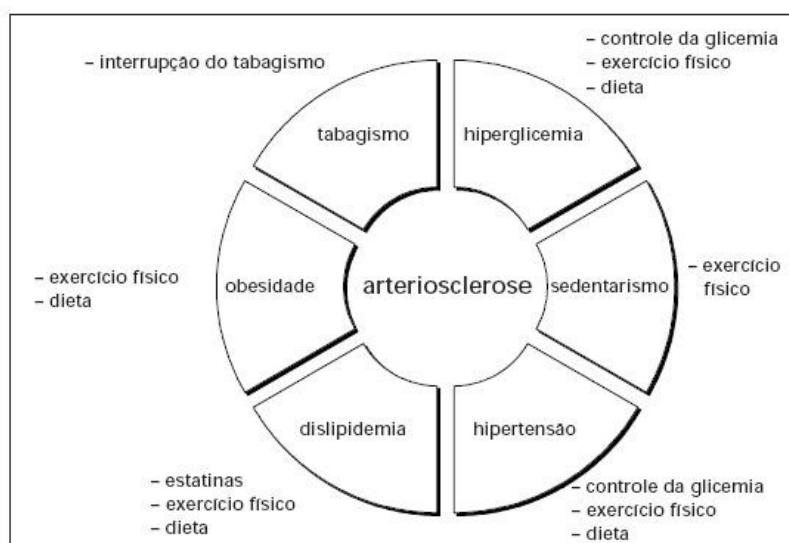 – interrupção do tabagismo
– controle da glicemia
– exercício físico
– dieta
tabagismo
hiperglicemia
– exercício físico
– dieta
obesidade
arteriosclerose
sedentarismo
– exercício
físico
dislipidemia
hipertensão
– estatinas
– exercício físico
– dieta
– controle da glicemia
– exercício físico
– dieta